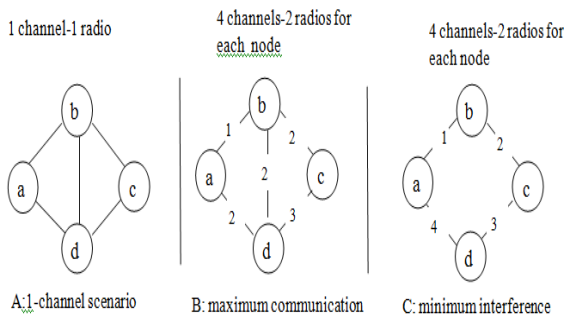 1 channel-1 radio
b
a
c
d
A:1-channel scenario
4 channels-2 radios for
each node
b
1
2
a
2
c
2
3
d
B: maximum communication
4 channels-2 radios for
each node
b
1
2
a
c
4
3
d
C: minimum interference